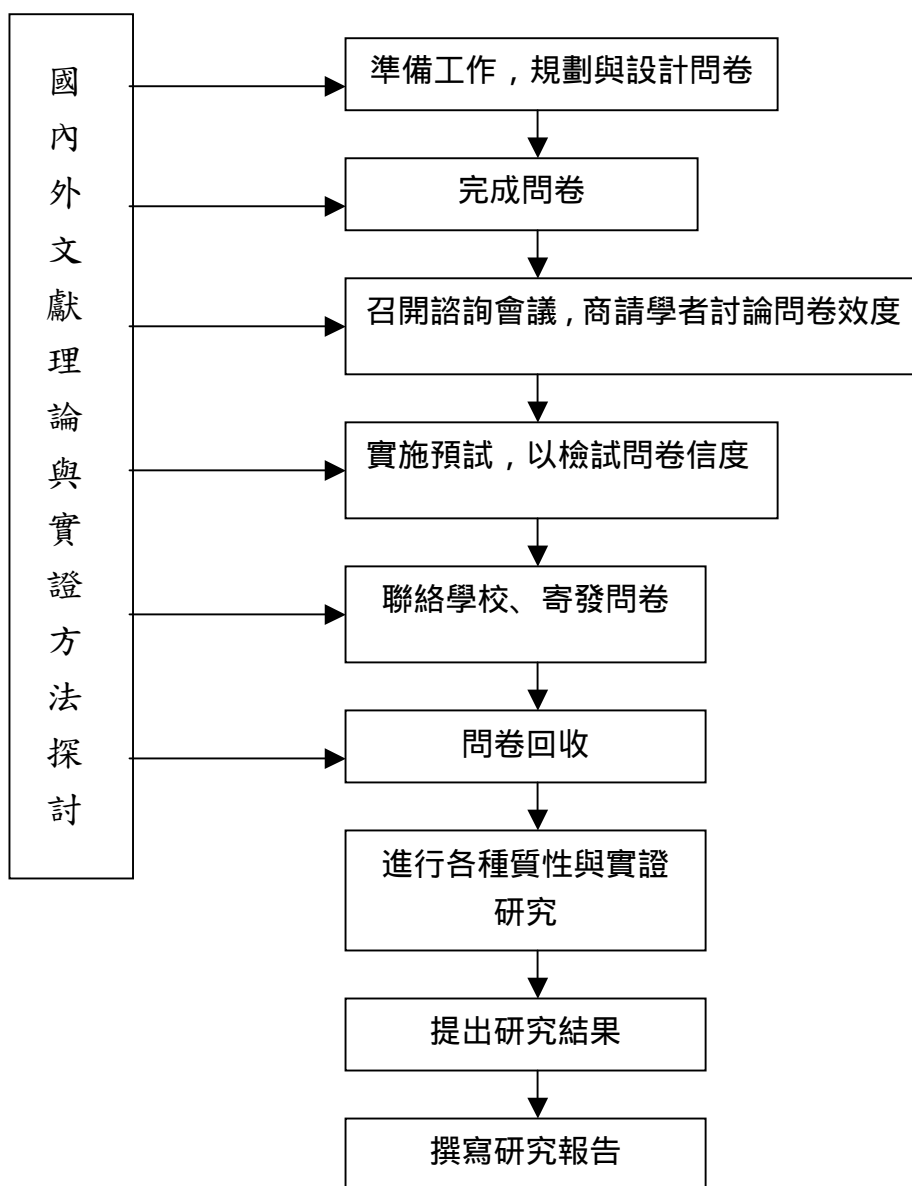 國內外文獻理論與實證方法探討
準備工作，規劃與設計問卷
完成問卷
召開諮詢會議，商請學者討論問卷效度
實施預試，以檢試問卷信度
聯絡學校、寄發問卷
問卷回收
進行各種質性與實證
研究
提出研究結果
撰寫研究報告